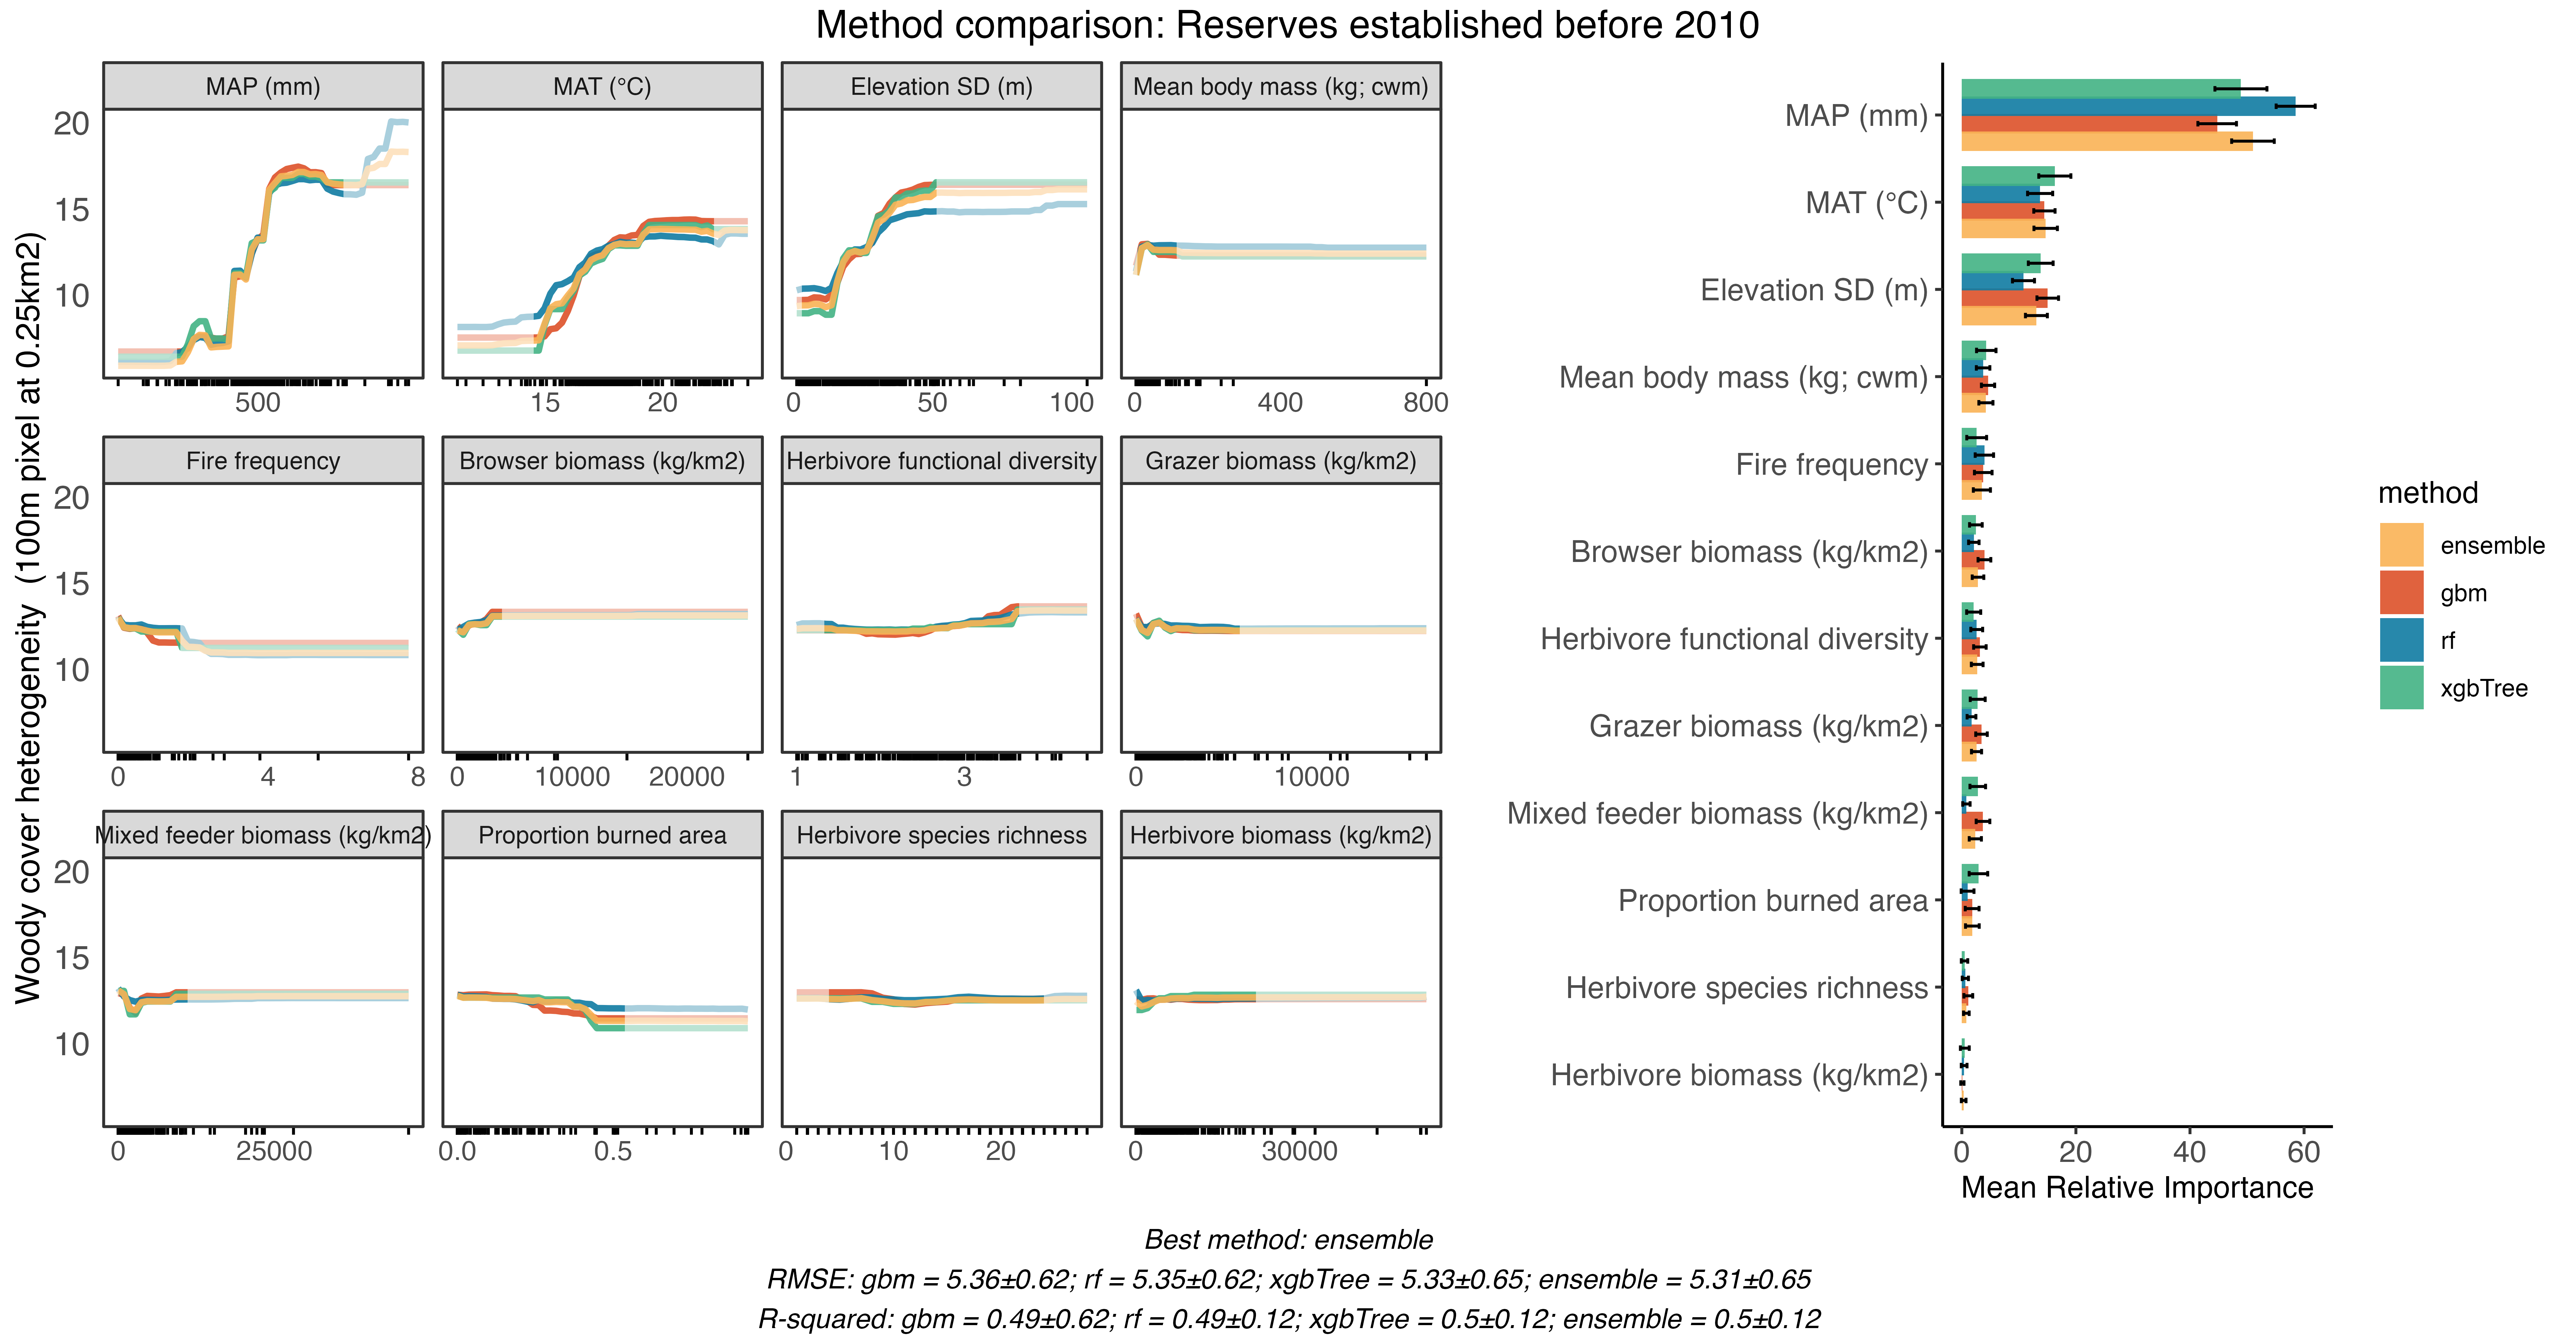 Method comparison: Reserves established before 2010
Woody cover heterogeneity (100m pixel at 0.25km2)
MAP (mm)
MAT (°C)
Elevation SD (m)
Mean body mass (kg; cwm)
20
15
10
500
15 20
0 50 100
0 400 800
Fire frequency
Browser biomass (kg/km2)
Herbivore functional diversity
Grazer biomass (kg/km2)
20
15
10
0 4 8
0 10000 20000
1 3
0 10000
Mixed feeder biomass (kg/km2)
Proportion burned area
Herbivore species richness
Herbivore biomass (kg/km2)
20
15
10
0 25000
0.0 0.5
0 10 20
0 30000
MAP (mm)
MAT (°C)
Elevation SD (m)
Mean body mass (kg; cwm)
Fire frequency
Browser biomass (kg/km2)
Herbivore functional diversity
Grazer biomass (kg/km2)
Mixed feeder biomass (kg/km2)
Proportion burned area
Herbivore species richness
Herbivore biomass (kg/km2)
0 20 40 60
Mean Relative Importance
method
ensemble
gbm
rf
xgbTree
Best method: ensemble
RMSE: gbm = 5.36±0.62; rf = 5.35±0.62; xgbTree = 5.33±0.65; ensemble = 5.31±0.65
R-squared: gbm = 0.49±0.62; rf = 0.49±0.12; xgbTree = 0.5±0.12; ensemble = 0.5±0.12